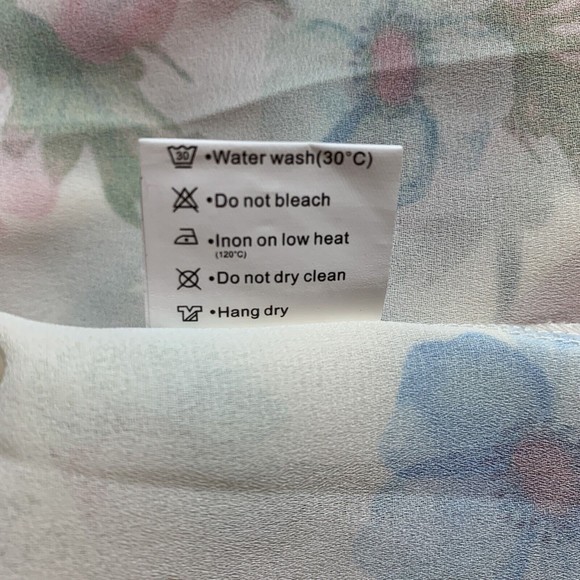 30 •Water wash(30°C)
•Do not bleach
•Inon on low heat
(120°C)
•Do not dry clean
•Hang dry